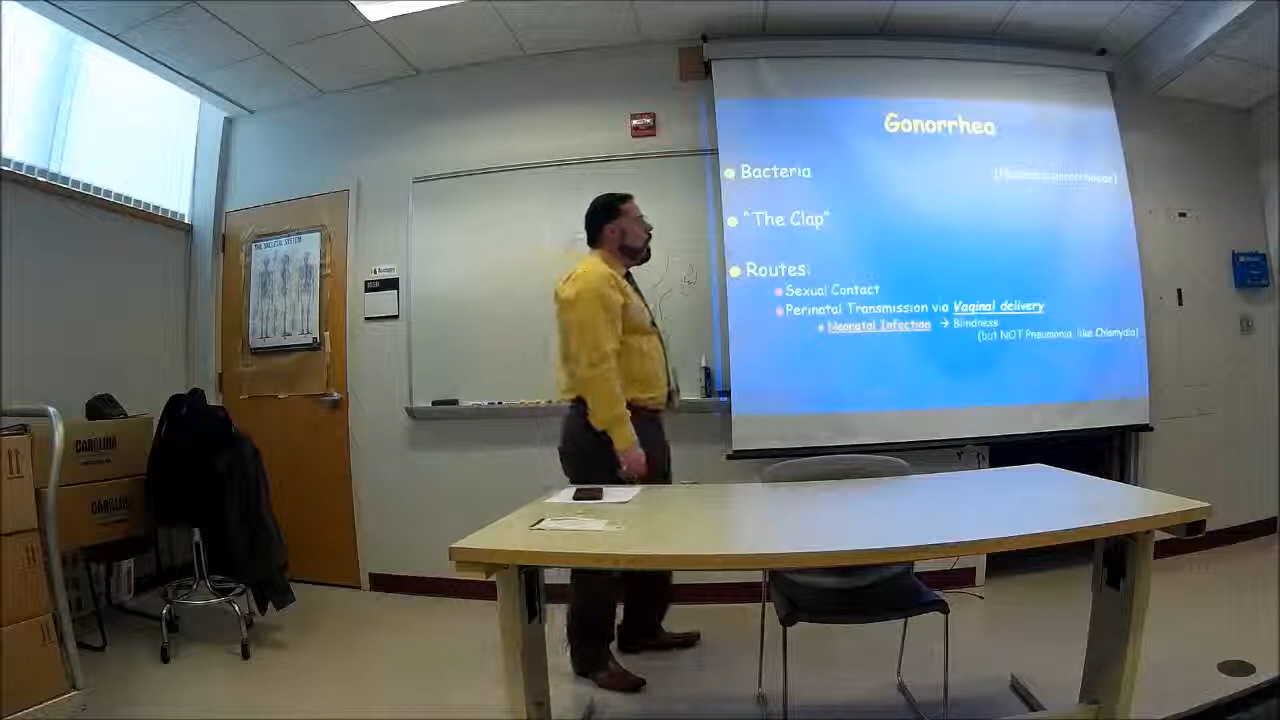 Gonorrhea
Bacteria
"The Clap"
Routes:
Sexual Contact
Perinatal Transmission via Vaginal delivery
Neonatal Infection → Blindness
(but NOT Pneumonia, like Chlamydia)
THE SKELETAL SYSTEM
CAROLINA
CAROLINA